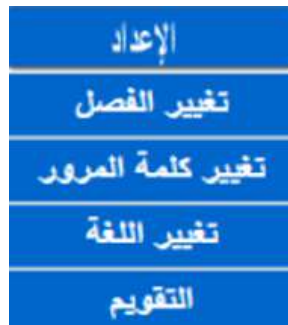 الإعداد
تغيير الفصل
تغيير كلمة المرور
تغيير اللغة
التقويم